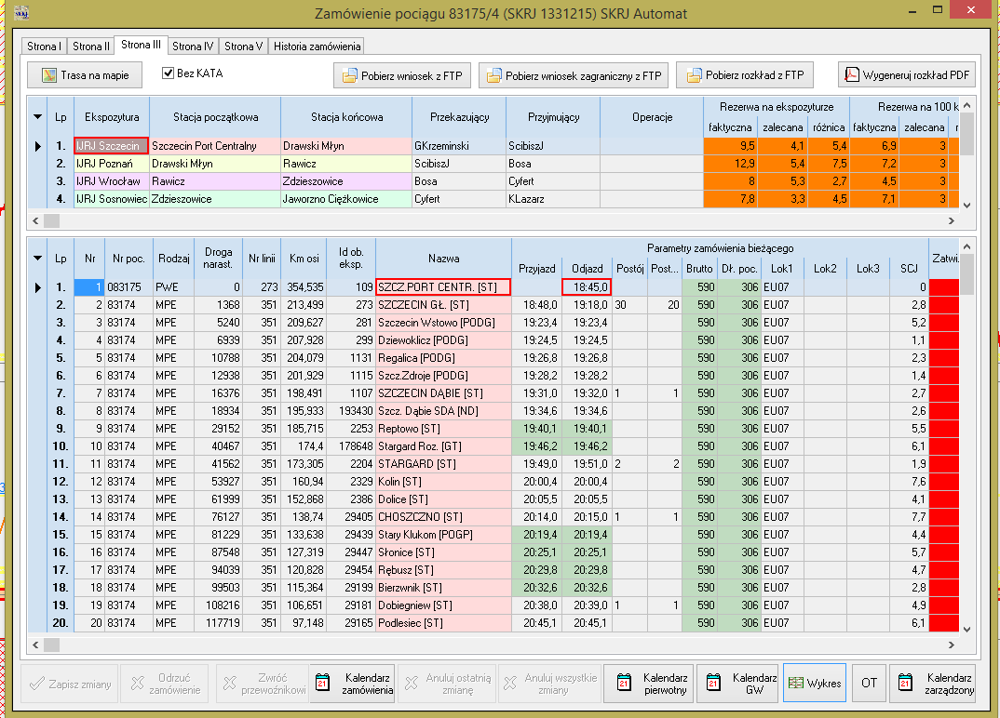 Zamówienie pociągu 83175/4 (SKRJ 1331215) SKRJ Automat
Strona I Strona II Strona III Strona IV Strona V Historia zamówienia
Trasa na mapie Bez KATA Pobierz wniosek z FTP Pobierz wniosek zagraniczny z FTP Pobierz rozkład z FTP Wygeneruj rozkład PDF
Rezerwa na ekspozyturze Rezerwa na 100 k
Lp Ekspozytura Stacja początkowa Stacja końcowa Przekazujący Przyjmujący Operacje
faktyczna zalecana różnica faktyczna zalecana r
1. IJRJ Szczecin Szczecin Port Centralny Drawski Młyn GKrzeminski ScibiszJ 9,5 4,1 5,4 6,9 3
2. IJRJ Poznań Drawski Młyn Rawicz ScibiszJ Bosa 12,9 5,4 7,5 7,2 3
3. IJRJ Wrocław Rawicz Zdzieszowice Bosa Cyfert 8 5,3 2,7 4,5 3
4. IJRJ Sosnowiec Zdzieszowice Jaworzno Ciężkowice Cyfert KLazarz 7,8 3,3 4,5 7,1 3
Parametry zamówienia bieżącego
Lp Nr Nr poc. Rodzaj Droga narast. Nr linii Km osi Id ob. eksp. Nazwa Przyjazd Odjazd Postój Post... Brutto Dł. poc. Lok1 Lok2 Lok3 SCJ Zatwi.
1. 1 083175 PWE 0 273 354,535 109 SZCZ.PORT CENTR. [ST] 18:45,0 590 306 EU07 0
2. 2 83174 MPE 1368 351 213,499 273 SZCZECIN GŁ. [ST] 18:48,0 19:18,0 30 20 590 306 EU07 2,8
3. 3 83174 MPE 5240 351 209,627 281 Szczecin Wstowo [PODG] 19:23,4 19:23,4 590 306 EU07 5,2
4. 4 83174 MPE 6939 351 207,928 299 Dziewoklicz [PODG] 19:24,5 19:24,5 590 306 EU07 1,1
5. 5 83174 MPE 10788 351 204,079 1131 Regalica [PODG] 19:26,8 19:26,8 590 306 EU07 2,3
6. 6 83174 MPE 12938 351 201,929 1115 Szcz.Zdroje [PODG] 19:28,2 19:28,2 590 306 EU07 1,4
7. 7 83174 MPE 16376 351 198,491 1107 SZCZECIN DĄBIE [ST] 19:31,0 19:32,0 1 1 590 306 EU07 2,7
8. 8 83174 MPE 18934 351 195,933 193430 Szcz. Dąbie SDA [ND] 19:34,6 19:34,6 590 306 EU07 2,6
9. 9 83174 MPE 29152 351 185,715 2253 Reptowo [ST] 19:40,1 19:40,1 590 306 EU07 5,5
10. 10 83174 MPE 40467 351 174,4 178648 Stargard Roz. [GT] 19:46,2 19:46,2 590 306 EU07 6,1
11. 11 83174 MPE 41562 351 173,305 2204 STARGARD [ST] 19:49,0 19:51,0 2 2 590 306 EU07 1,9
12. 12 83174 MPE 53927 351 160,94 2329 Kolin [ST] 20:00,4 20:00,4 590 306 EU07 7,6
13. 13 83174 MPE 61999 351 152,868 2386 Dolice [ST] 20:05,5 20:05,5 590 306 EU07 4,1
14. 14 83174 MPE 76127 351 138,74 29405 CHOSZCZNO [ST] 20:14,0 20:15,0 1 1 590 306 EU07 7,7
15. 15 83174 MPE 81229 351 133,638 29439 Stary Klukom [POGP] 20:19,4 20:19,4 590 306 EU07 4,4
16. 16 83174 MPE 87548 351 127,319 29447 Słonice [ST] 20:25,1 20:25,1 590 306 EU07 5,7
17. 17 83174 MPE 94039 351 120,828 29454 Rębusz [ST] 20:29,8 20:29,8 590 306 EU07 4,7
18. 18 83174 MPE 99503 351 115,364 29199 Bierzwnik [ST] 20:32,6 20:32,6 590 306 EU07 2,8
19. 19 83174 MPE 108216 351 106,651 29181 Dobiegniew [ST] 20:38,0 20:39,0 1 1 590 306 EU07 4,9
20. 20 83174 MPE 117719 351 97,148 29165 Podlesiec [ST] 20:45,1 20:45,1 590 306 EU07 6,1
Zapisz zmiany Odrzuć zamówienie Zwróć przewoźnikowi Kalendarz zamówienia Anuluj ostatnią zmianę Anuluj wszystkie zmiany Kalendarz pierwotny Kalendarz GW Wykres OT Kalendarz zarządzony